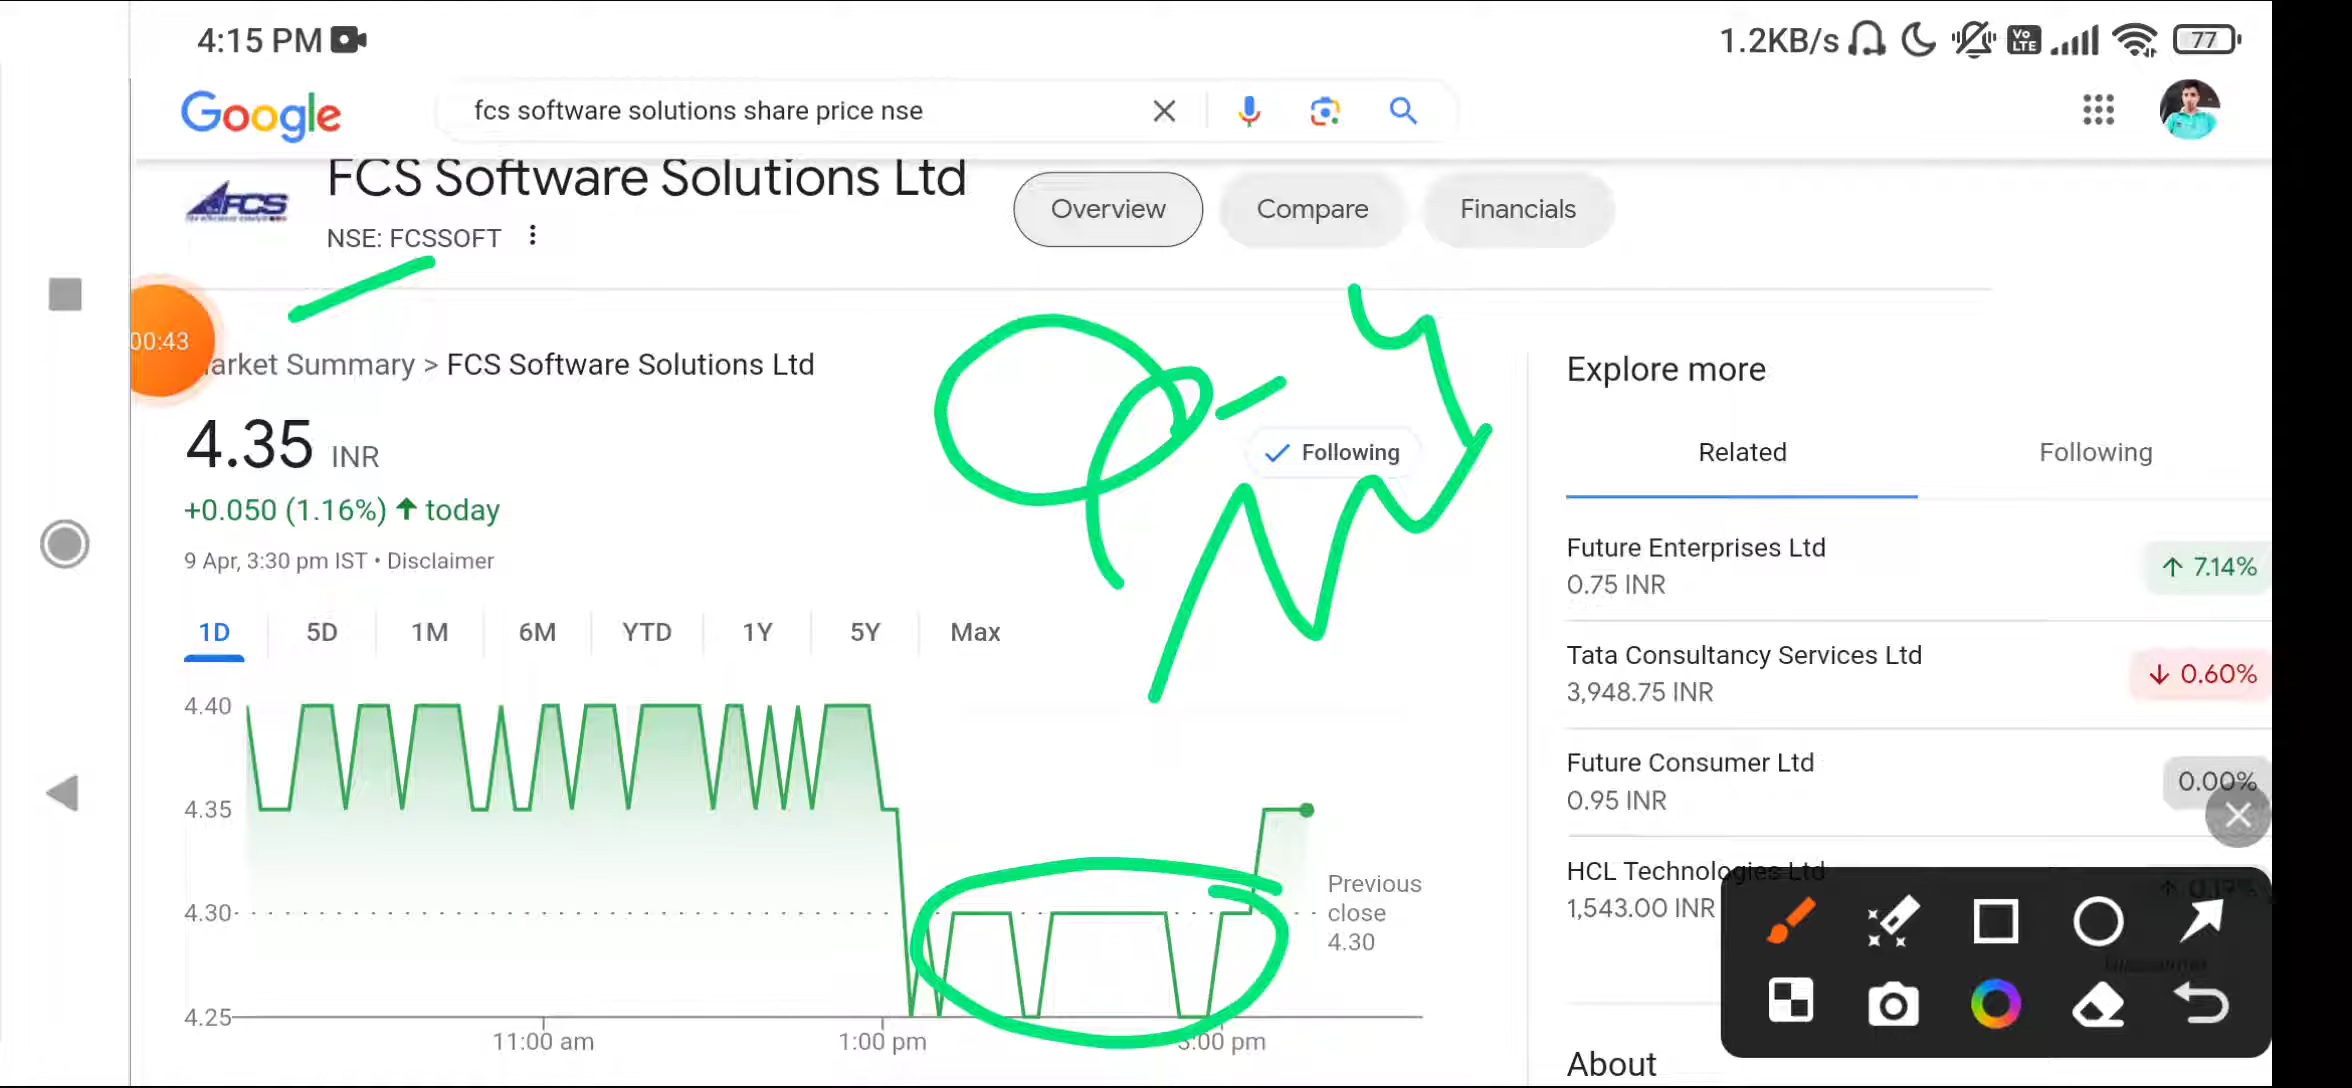 4:15 PM
1.2KB/s
Vo LTE
77
Google
fcs software solutions share price nse
FCS
FCS Software Solutions Ltd
NSE: FCSSOFT
Overview
Compare
Financials
00:43
arket Summary > FCS Software Solutions Ltd
4.35 INR
+0.050 (1.16%) ↑ today
9 Apr, 3:30 pm IST • Disclaimer
Following
1D
5D
1M
6M
YTD
1Y
5Y
Max
4.40
4.35
4.30
4.25
11:00 am
1:00 pm
3:00 pm
Previous
close
4.30
Explore more
Related
Following
Future Enterprises Ltd
0.75 INR
↑ 7.14%
Tata Consultancy Services Ltd
3,948.75 INR
↓ 0.60%
Future Consumer Ltd
0.95 INR
0.00%
HCL Technologies Ltd
1,543.00 INR
About